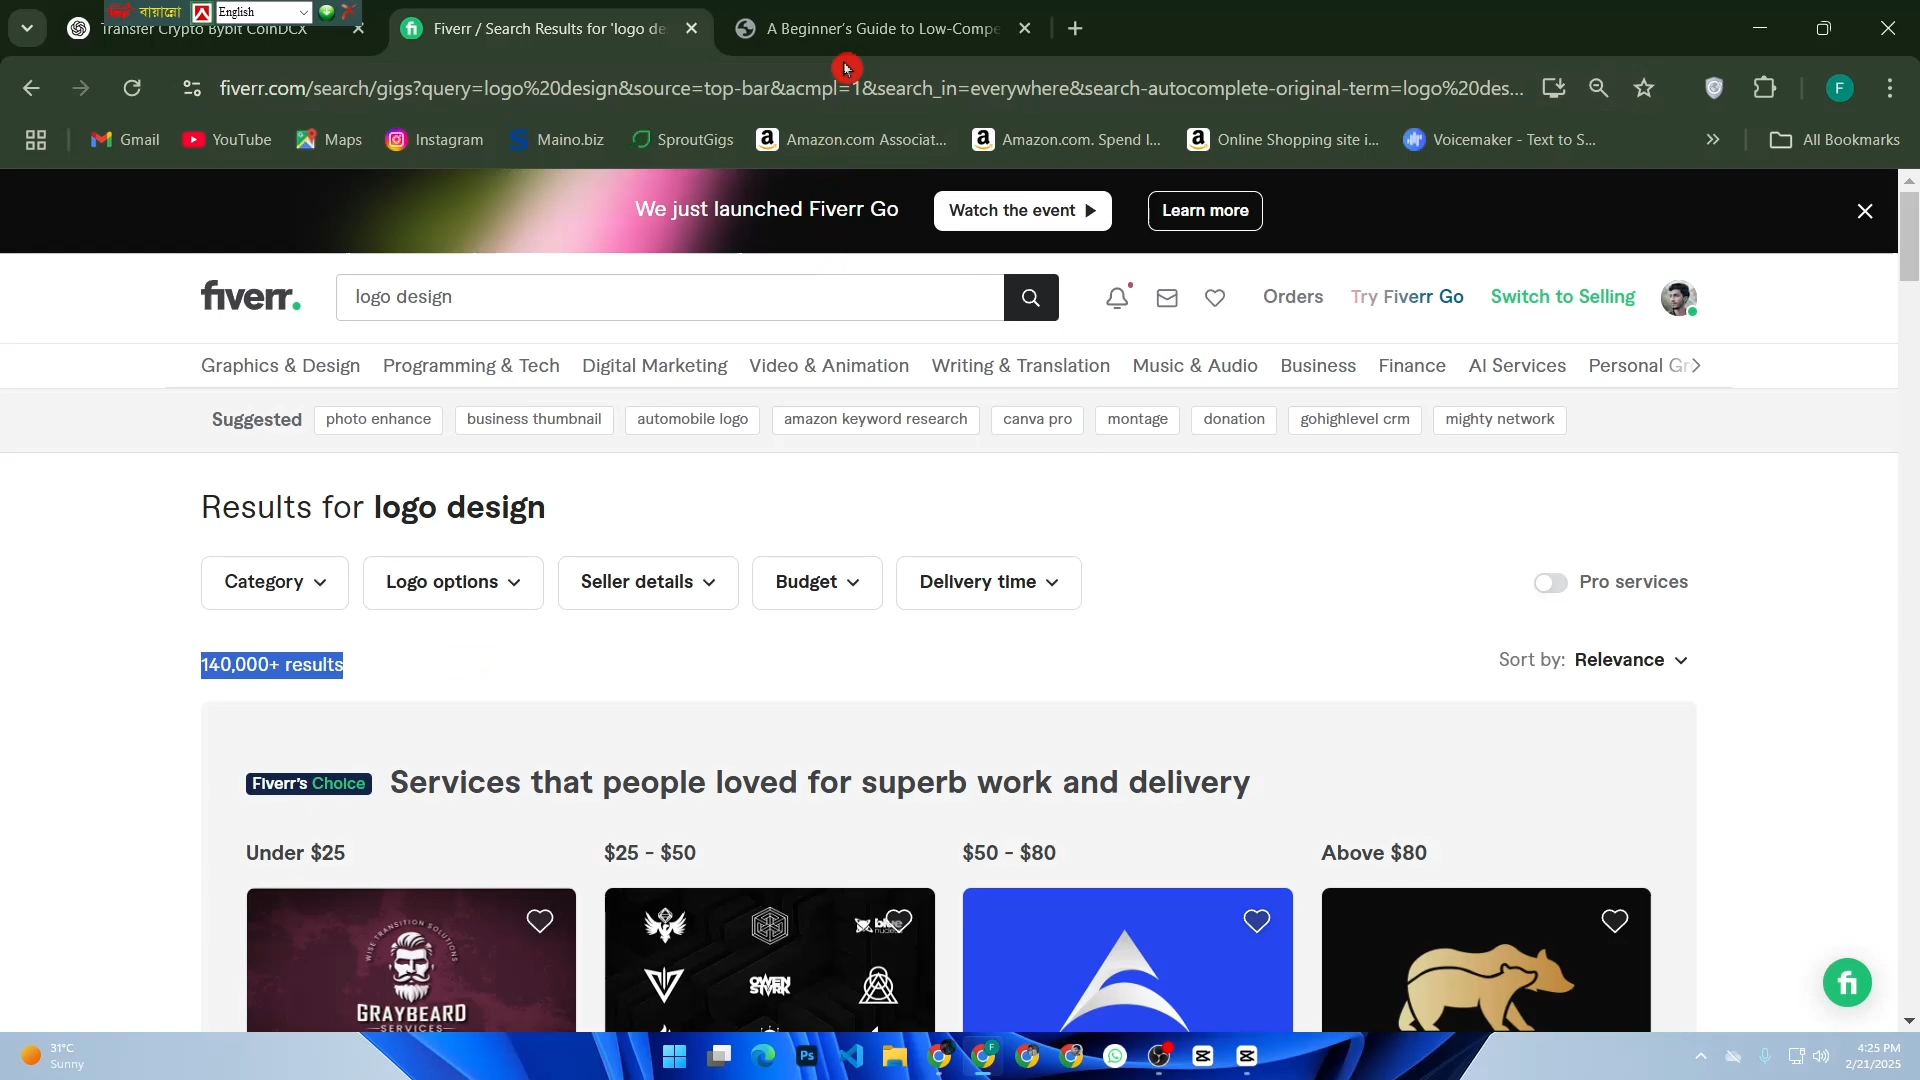 বায়ান্নো English
Transfer Crypto Bybit CoinDCX
Fiverr / Search Results for 'logo de
A Beginner's Guide to Low-Compe
fiverr.com/search/gigs?query=logo%20design&source=top-bar&acmpl=1&search_in=everywhere&search-autocomplete-original-term=logo%20des...
F
Gmail YouTube Maps Instagram Maino.biz SproutGigs Amazon.com Associat... Amazon.com. Spend l... Online Shopping site i... Voicemaker - Text to S... All Bookmarks
We just launched Fiverr Go Watch the event Learn more
fiverr.
logo design
Orders Try Fiverr Go Switch to Selling
Graphics & Design Programming & Tech Digital Marketing Video & Animation Writing & Translation Music & Audio Business Finance AI Services Personal Gr
Suggested photo enhance business thumbnail automobile logo amazon keyword research canva pro montage donation gohighlevel crm mighty network
Results for logo design
Category Logo options Seller details Budget Delivery time Pro services
140,000+ results
Sort by: Relevance
Fiverr's Choice Services that people loved for superb work and delivery
Under $25 $25 - $50 $50 - $80 Above $80
WISE TRANSITION SOLUTIONS
GRAYBEARD
SERVICES
blue
OWEN
STARK
fi
31°C
Sunny
Ps
F
4:25 PM
2/21/2025